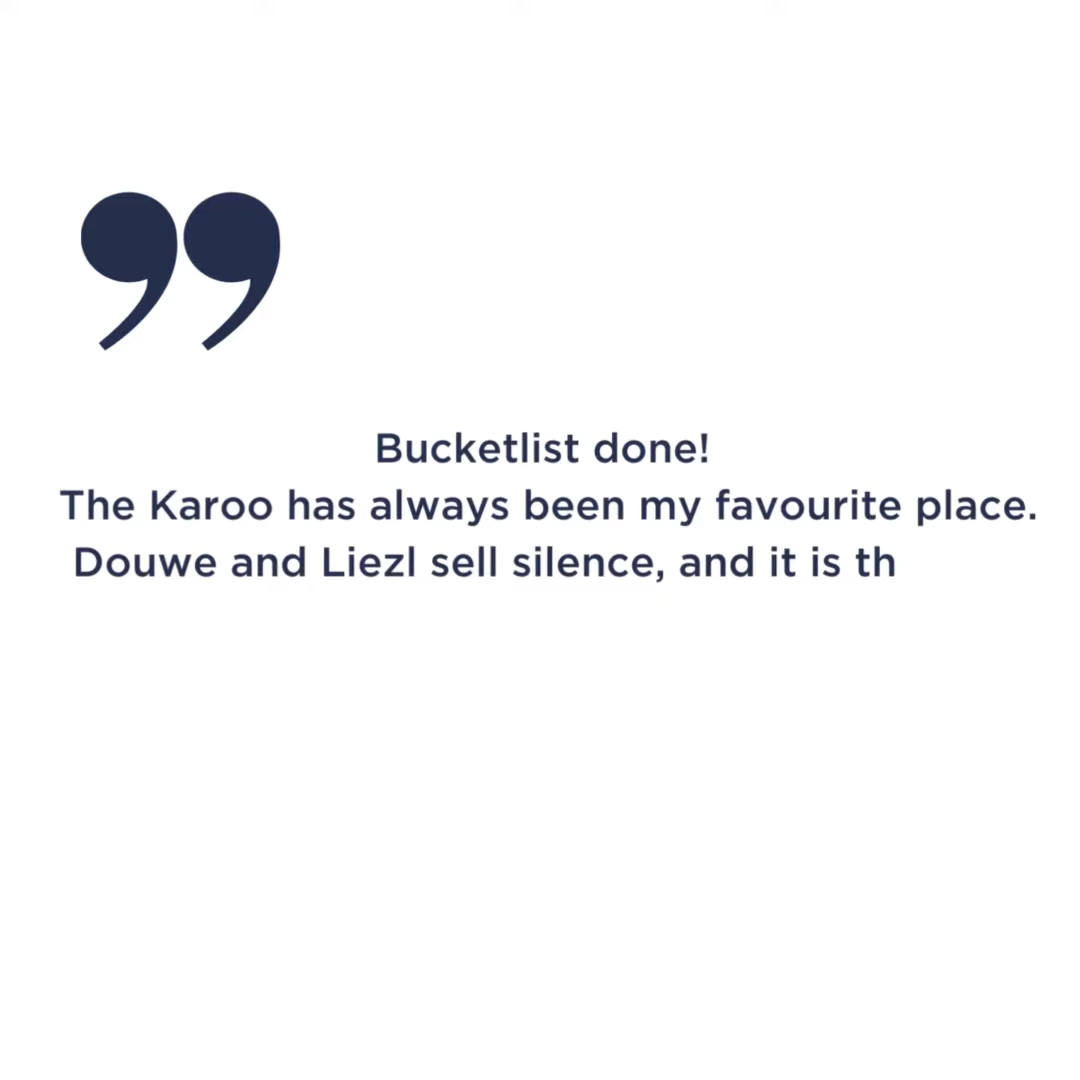 ”
Bucketlist done!
The Karoo has always been my favourite place.
Douwe and Liezl sell silence, and it is th